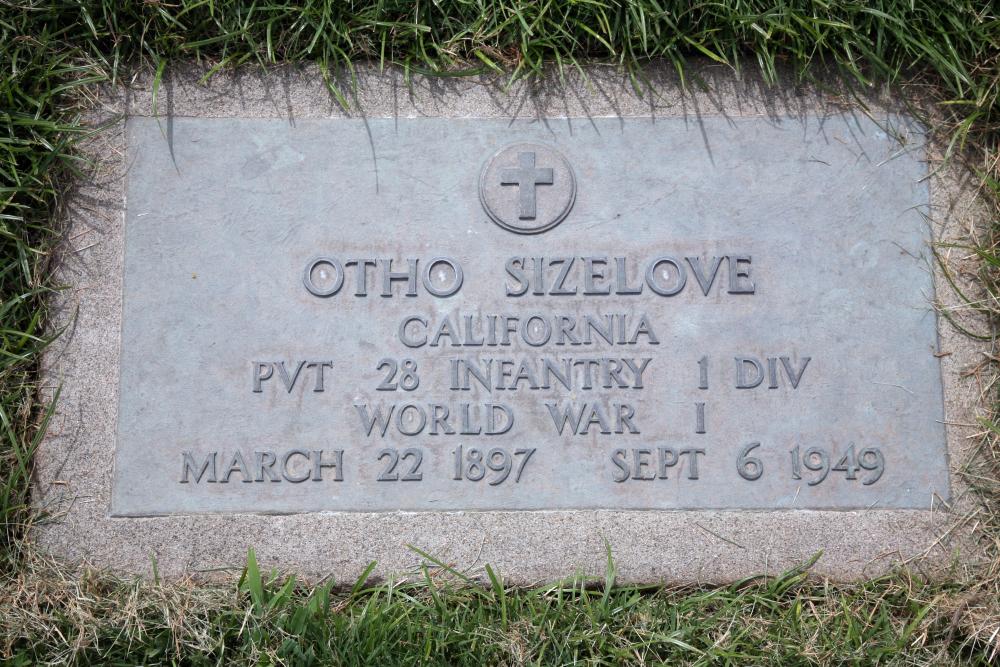 OTHO SIZELOVE
CALIFORNIA
PVT 28 INFANTRY 1 DIV
WORLD WAR I
MARCH 22 1897 SEPT 6 1949